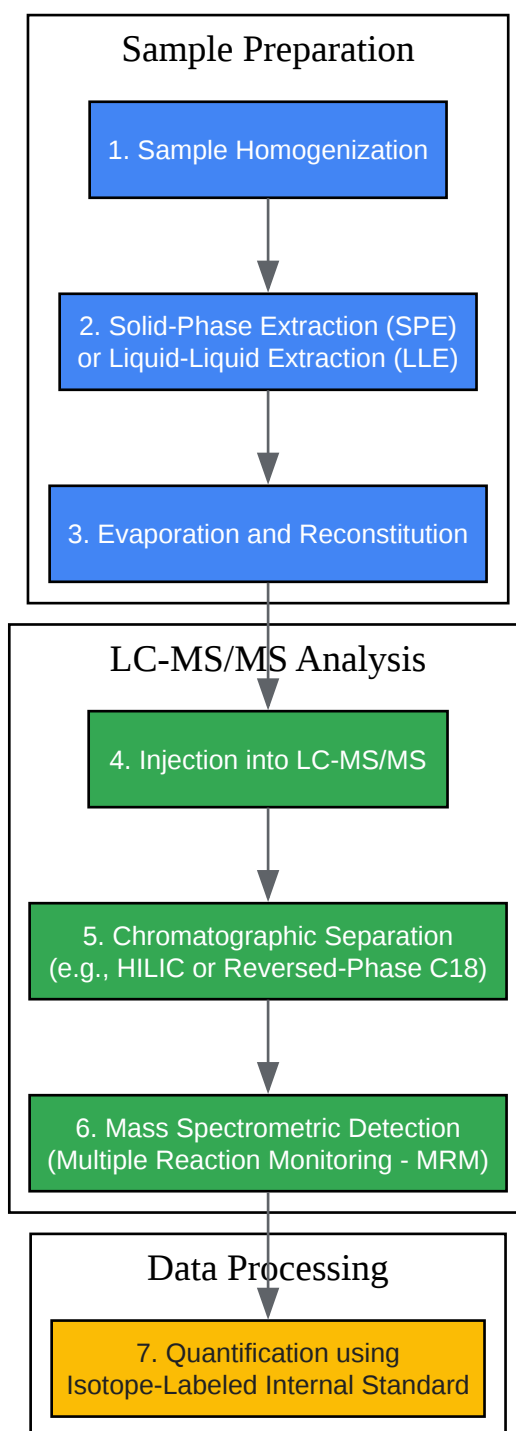 Sample Preparation
1. Sample Homogenization
2. Solid-Phase Extraction (SPE)
or Liquid-Liquid Extraction (LLE)
3. Evaporation and Reconstitution
LC-MS/MS Analysis
4. Injection into LC-MS/MS
5. Chromatographic Separation
(e.g., HILIC or Reversed-Phase C18)
6. Mass Spectrometric Detection
(Multiple Reaction Monitoring - MRM)
Data Processing
7. Quantification using
Isotope-Labeled Internal Standard